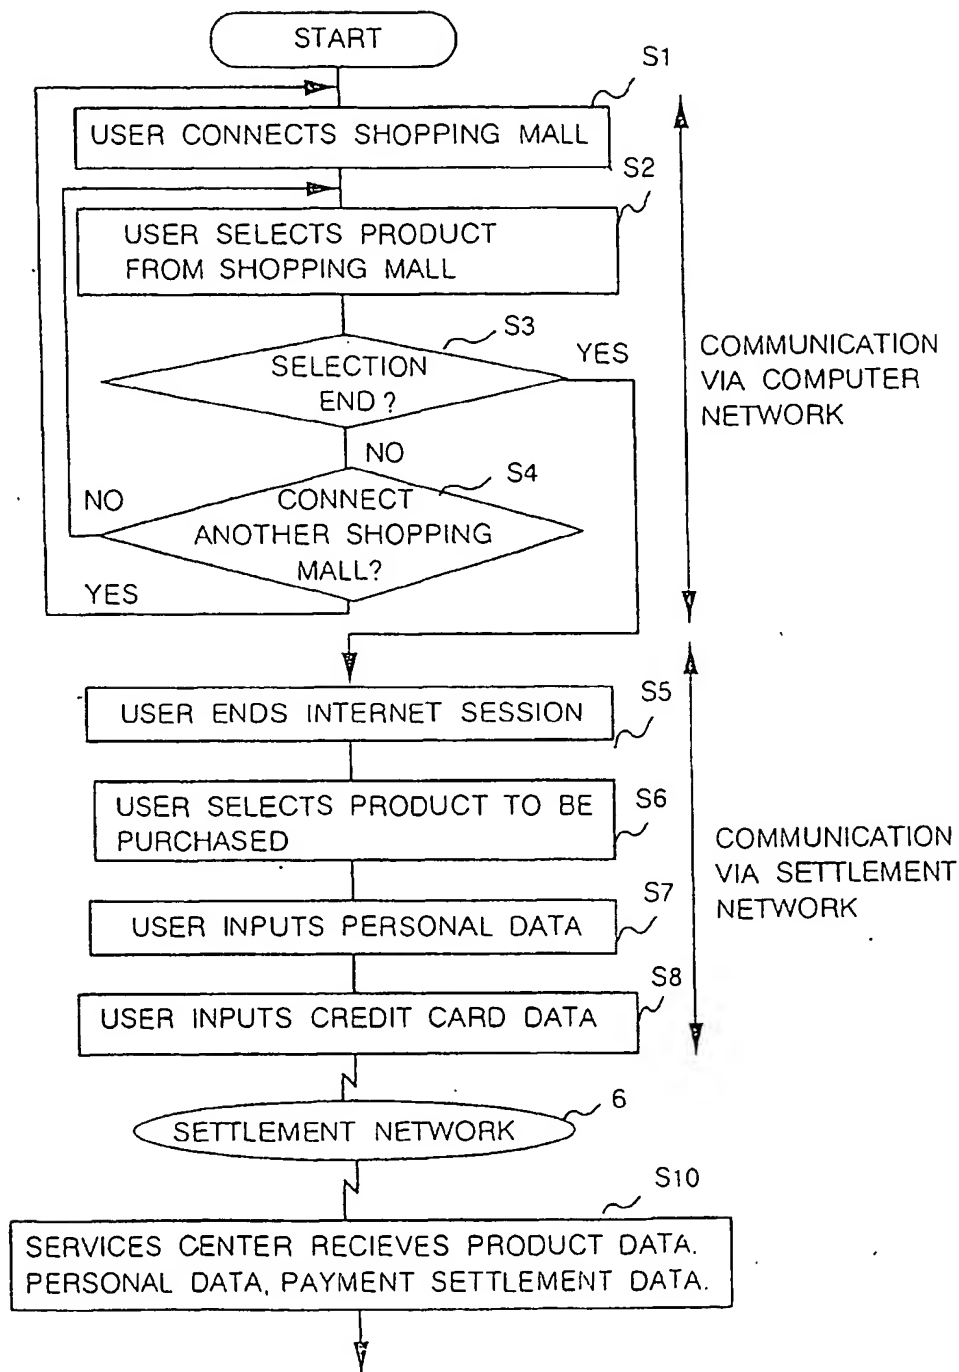 START
S1
USER CONNECTS SHOPPING MALL
S2
USER SELECTS PRODUCT
FROM SHOPPING MALL
S3
YES
SELECTION
END?
COMMUNICATION
VIA COMPUTER
NETWORK
NO
S4
NO
CONNECT
ANOTHER SHOPPING
MALL?
YES
S5
USER ENDS INTERNET SESSION
S6
USER SELECTS PRODUCT TO BE
PURCHASED
COMMUNICATION
VIA SETTLEMENT
NETWORK
S7
USER INPUTS PERSONAL DATA
S8
USER INPUTS CREDIT CARD DATA
6
SETTLEMENT NETWORK
S10
SERVICES CENTER RECIEVES PRODUCT DATA.
PERSONAL DATA, PAYMENT SETTLEMENT DATA.